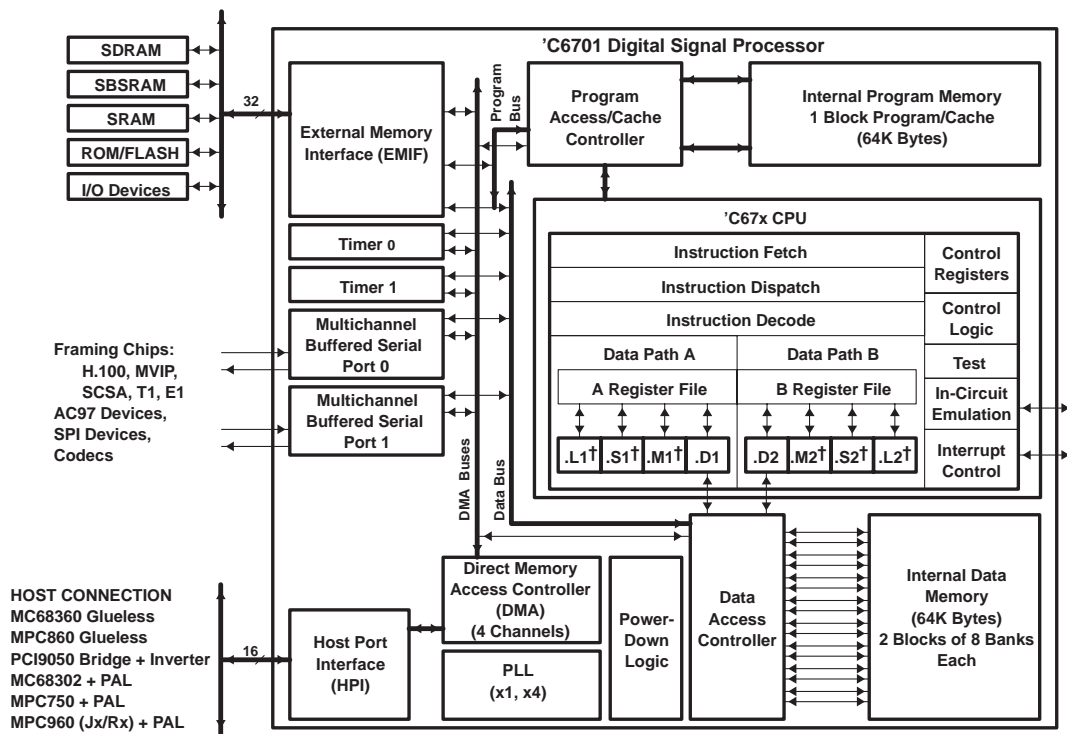 'C6701 Digital Signal Processor
SDRAM
SBSRAM
SRAM
ROM/FLASH
I/O Devices
32
External Memory
Interface (EMIF)
Program
Bus
Program
Access/Cache
Controller
Internal Program Memory
1 Block Program/Cache
(64K Bytes)
Timer 0
Timer 1
Multichannel
Buffered Serial
Port 0
Multichannel
Buffered Serial
Port 1
Framing Chips:
H.100, MVIP,
SCSA, T1, E1
AC97 Devices,
SPI Devices,
Codecs
DMA Buses
Data Bus
'C67x CPU
Instruction Fetch
Instruction Dispatch
Instruction Decode
Data Path A
Data Path B
A Register File
B Register File
.L1†
.S1†
.M1†
.D1
.D2
.M2†
.S2†
.L2†
Control
Registers
Control
Logic
Test
In-Circuit
Emulation
Interrupt
Control
HOST CONNECTION
MC68360 Glueless
MPC860 Glueless
PCI9050 Bridge + Inverter
MC68302 + PAL
MPC750 + PAL
MPC960 (Jx/Rx) + PAL
16
Host Port
Interface
(HPI)
Direct Memory
Access Controller
(DMA)
(4 Channels)
PLL
(x1, x4)
Power-
Down
Logic
Data
Access
Controller
Internal Data
Memory
(64K Bytes)
2 Blocks of 8 Banks
Each